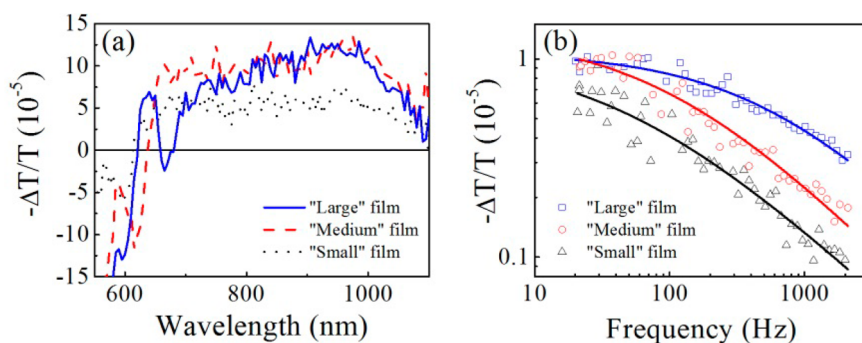 (a)
-ΔT/T (10⁻⁵)
15
10
5
0
-5
10
-15
600
800
1000
Wavelength (nm)
"Large" film
"Medium" film
"Small" film
(b)
-ΔT/T (10⁻⁵)
1
0.1
10
100
1000
Frequency (Hz)
"Large" film
"Medium" film
"Small" film